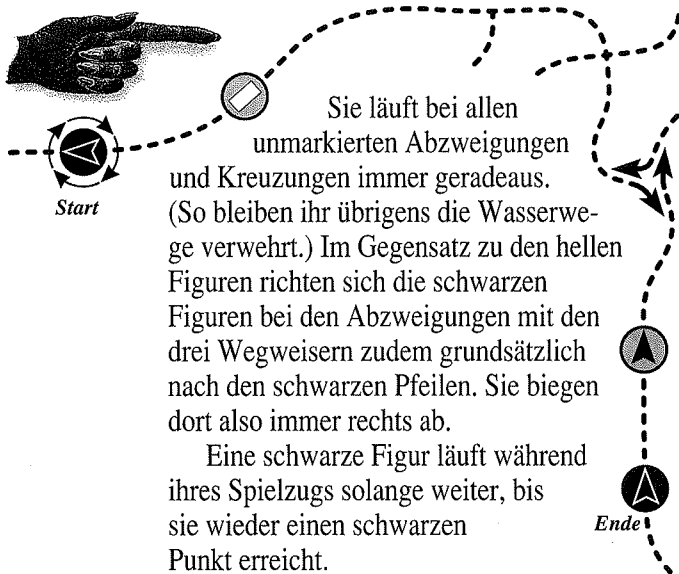 Sie läuft bei allen
unmarkierten Abzweigungen
und Kreuzungen immer geradeaus.
Start
(So bleiben ihr übrigens die Wasserwe-
ge verwehrt.) Im Gegensatz zu den hellen
Figuren richten sich die schwarzen
Figuren bei den Abzweigungen mit den
drei Wegweisern zudem grundsätzlich
nach den schwarzen Pfeilen. Sie biegen
dort also immer rechts ab.
Eine schwarze Figur läuft während
ihres Spielzugs solange weiter, bis
sie wieder einen schwarzen
Ende
Punkt erreicht.